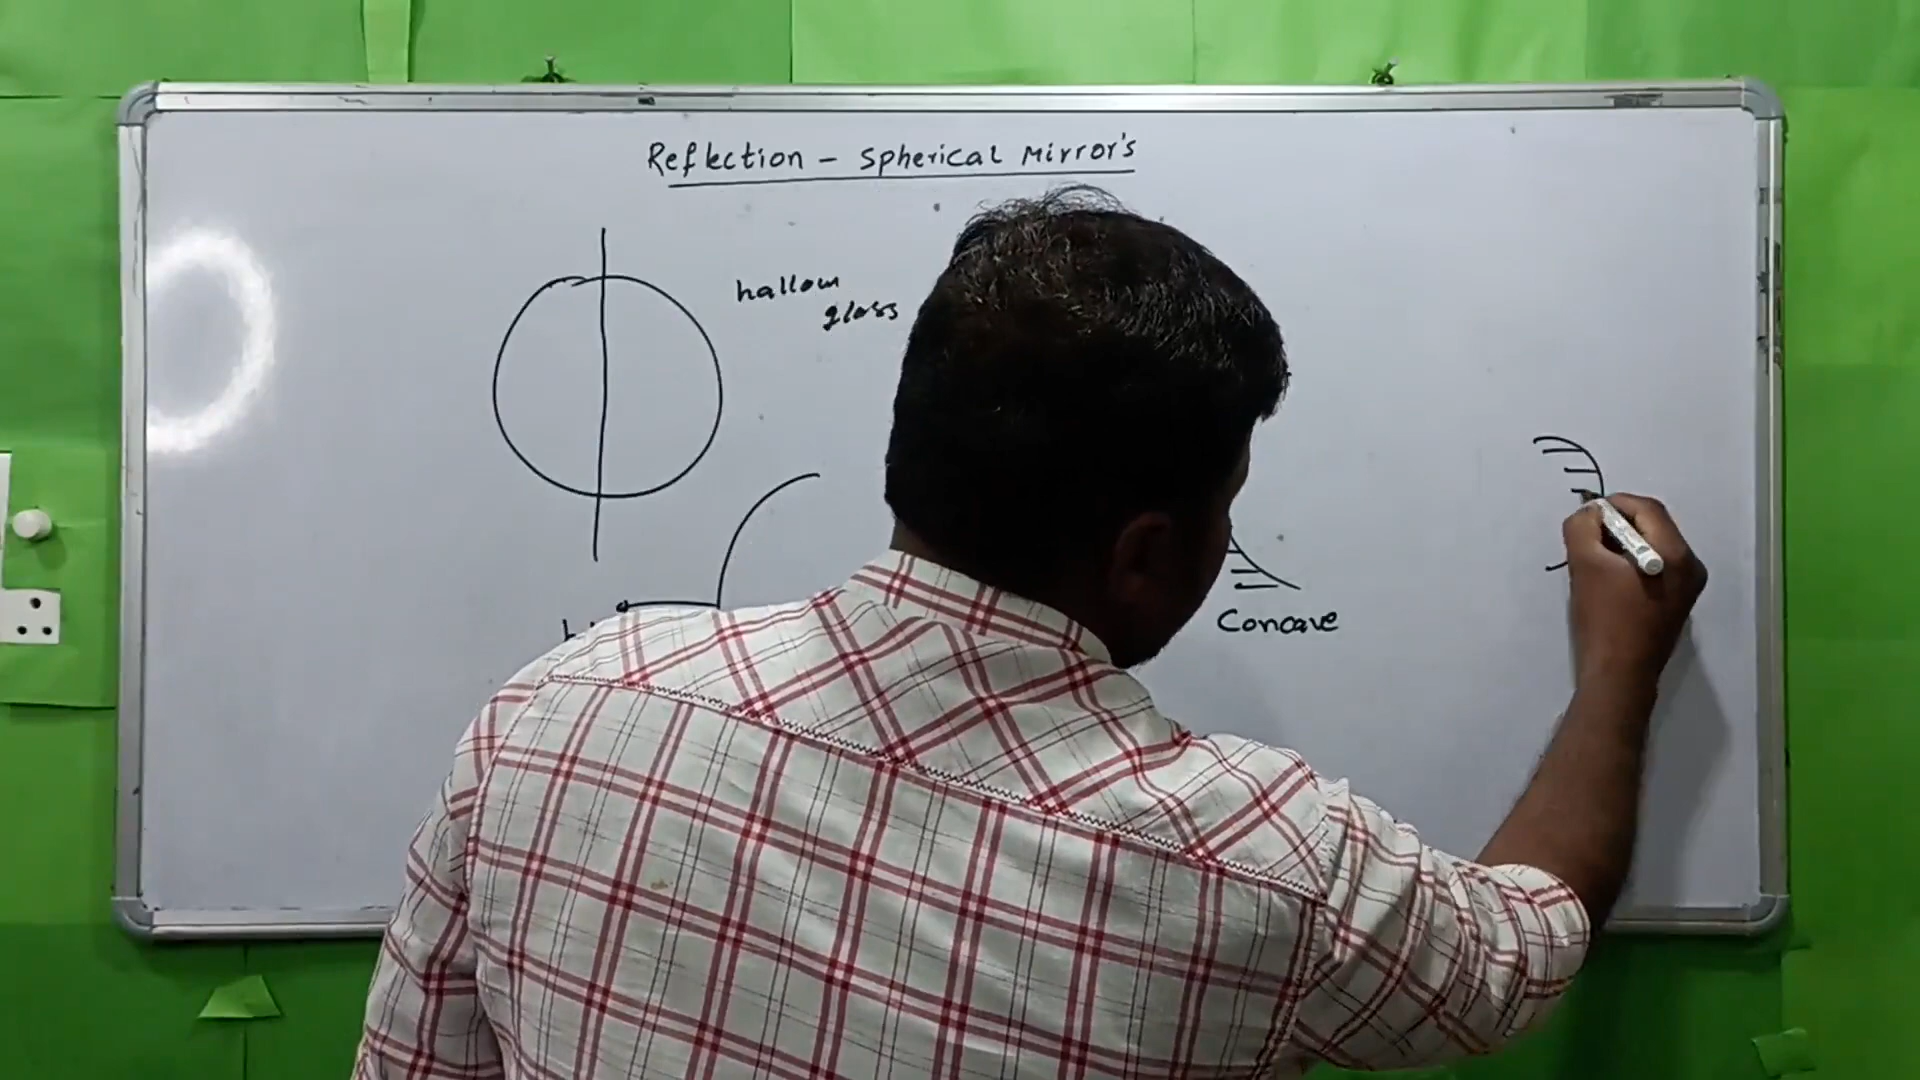 Reflection - Spherical Mirror's
hallow
glass
Concave